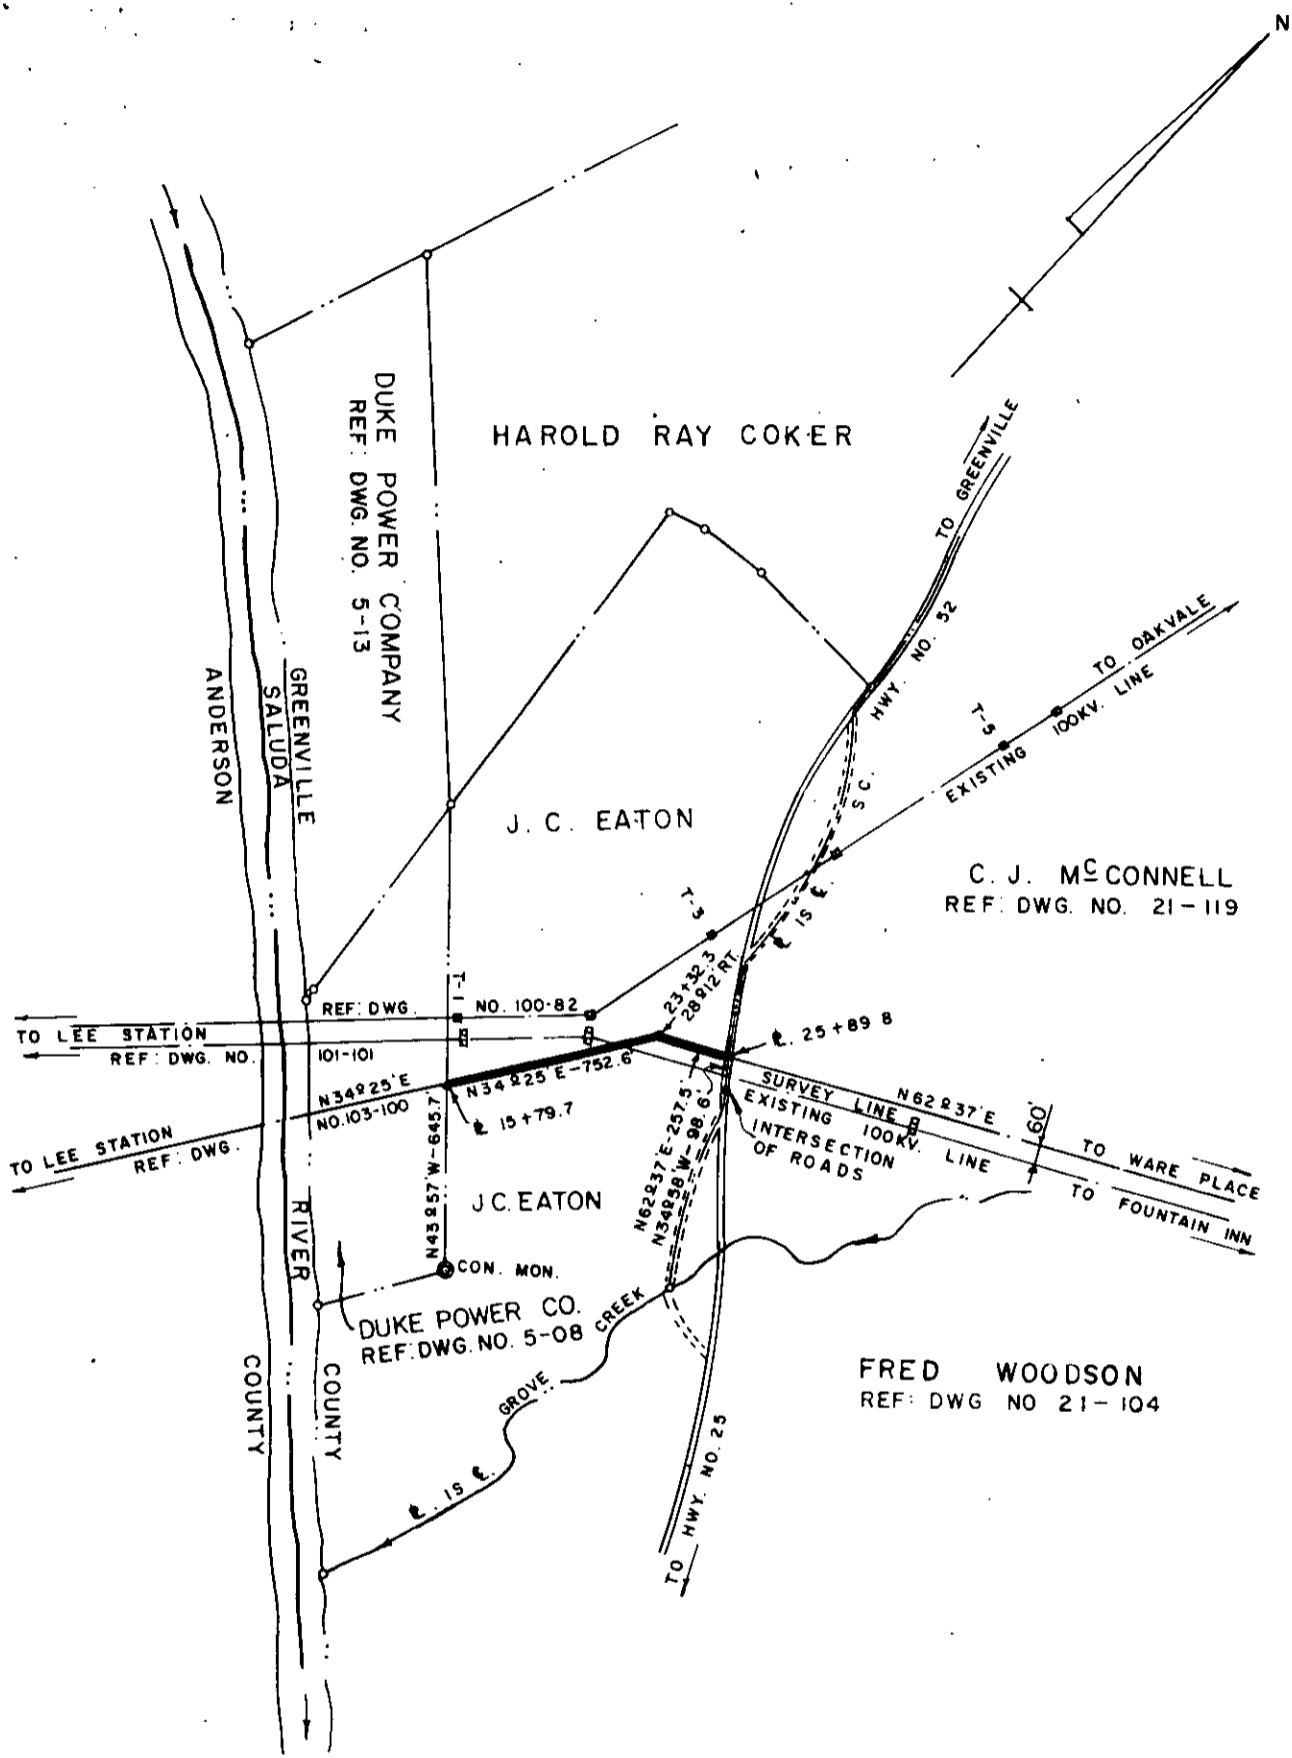 N
DUKE POWER COMPANY
REF: DWG. NO. 5-13
HAROLD RAY COKER
TO GREENVILLE
HWY. NO. 52
S.C.
TO OAKVALE
T-5
EXISTING 100KV. LINE
GREENVILLE
SALUDA
ANDERSON
J. C. EATON
C. J. McCONNELL
REF: DWG. NO. 21-119
T-3
℄ IS ℄
23+32.3
28°12' RT.
T-1
REF: DWG. NO. 100-82
TO LEE STATION
REF: DWG. NO. 101-101
℄ 25+89.8
N34°25'E
NO. 103-100
N34°25'E-752.6'
℄ 15+79.7
TO LEE STATION
REF: DWG.
SURVEY LINE
N62°37'E
EXISTING 100KV. LINE
INTERSECTION
OF ROADS
60'
TO WARE PLACE
TO FOUNTAIN INN
N62°37'E-257.5'
N34°58'W-98.6'
N43°57'W-645.7'
J.C. EATON
RIVER
CON. MON.
DUKE POWER CO.
REF: DWG. NO. 5-08
GROVE CREEK
COUNTY
COUNTY
FRED WOODSON
REF: DWG NO 21-104
℄ IS ℄
TO HWY. NO. 25